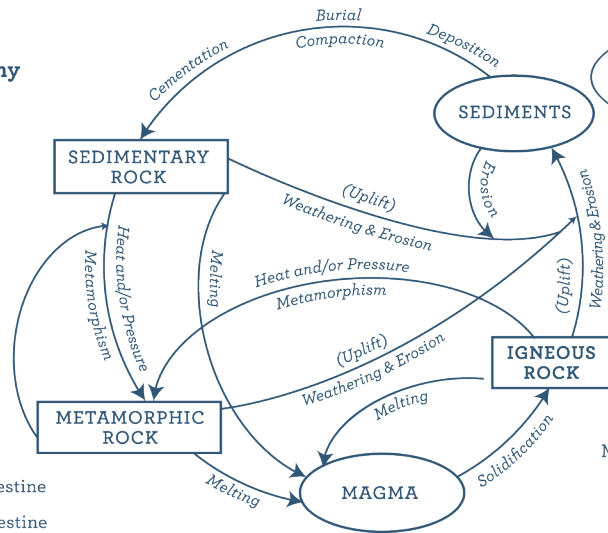 Burial
Compaction
Deposition
Cementation
ny
SEDIMENTS
SEDIMENTARY
ROCK
Erosion
(Uplift)
Weathering & Erosion
(Uplift)
Weathering & Erosion
Heat and/or Pressure
Metamorphism
Melting
Heat and/or Pressure
Metamorphism
(Uplift)
Weathering & Erosion
IGNEOUS
ROCK
Melting
METAMORPHIC
ROCK
Solidification
Melting
MAGMA
estine
estine